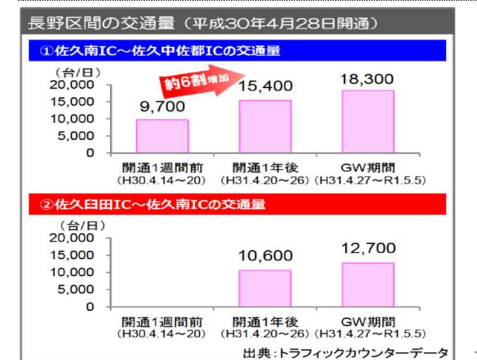 長野区間の交通量（平成30年4月28日開通）
①佐久南IC～佐久中佐都ICの交通量
（台/日）
約6割増加
20,000
15,000
10,000
5,000
0
9,700
15,400
18,300
開通1週間前
（H30.4.14～20）
開通1年後
（H31.4.20～26）
GW期間
（H31.4.27～R1.5.5）
②佐久臼田IC～佐久南ICの交通量
（台/日）
20,000
15,000
10,000
5,000
0
10,600
12,700
開通1週間前
（H30.4.14～20）
開通1年後
（H31.4.20～26）
GW期間
（H31.4.27～R1.5.5）
出典：トラフィックカウンターデータ